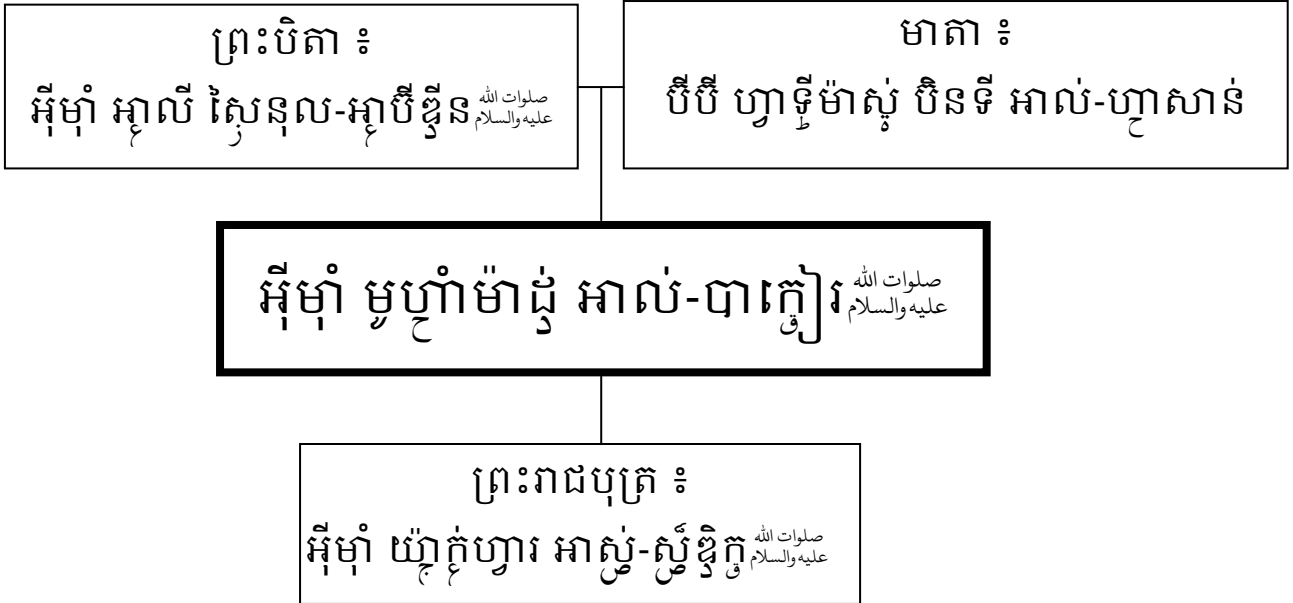 ព្រះបិតា ៖
អ៊ីម៉ាំ អាលី សៃនុល-អាប៊ីឌីន صلوات الله عليه والسلام
មាតា ៖
ប៊ីប៊ី ហ្វាទីម៉ាស់ ប៊ិនទី អាល់-ហាសាន់
អ៊ីម៉ាំ មូហាំម៉ាដ់ អាល់-បាកៀរ صلوات الله عليه والسلام
ព្រះរាជបុត្រ ៖
អ៊ីម៉ាំ យ៉ាក់ហ្វារ អាស់-ស៏ឌិក صلوات الله عليه والسلام